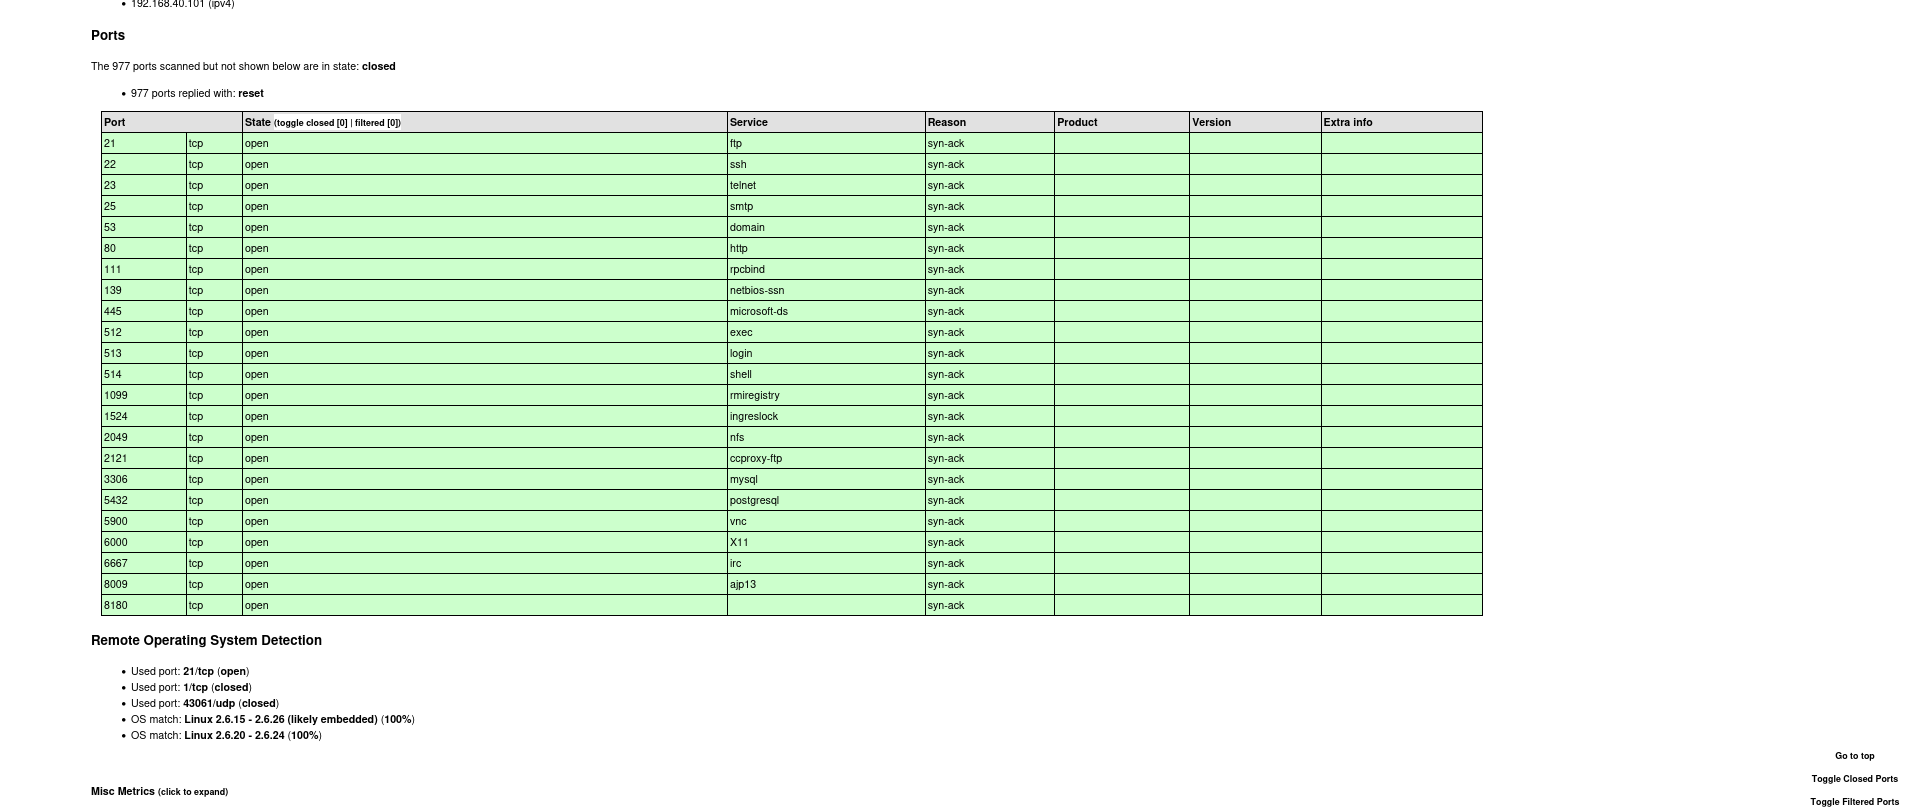 • 192.168.40.101 (ipv4)
Ports
The 977 ports scanned but not shown below are in state: closed
• 977 ports replied with: reset
Port State (toggle closed [0] | filtered [0]) Service Reason Product Version Extra info
21 tcp open ftp syn-ack
22 tcp open ssh syn-ack
23 tcp open telnet syn-ack
25 tcp open smtp syn-ack
53 tcp open domain syn-ack
80 tcp open http syn-ack
111 tcp open rpcbind syn-ack
139 tcp open netbios-ssn syn-ack
445 tcp open microsoft-ds syn-ack
512 tcp open exec syn-ack
513 tcp open login syn-ack
514 tcp open shell syn-ack
1099 tcp open rmiregistry syn-ack
1524 tcp open ingreslock syn-ack
2049 tcp open nfs syn-ack
2121 tcp open ccproxy-ftp syn-ack
3306 tcp open mysql syn-ack
5432 tcp open postgresql syn-ack
5900 tcp open vnc syn-ack
6000 tcp open X11 syn-ack
6667 tcp open irc syn-ack
8009 tcp open ajp13 syn-ack
8180 tcp open syn-ack
Remote Operating System Detection
• Used port: 21/tcp (open)
• Used port: 1/tcp (closed)
• Used port: 43061/udp (closed)
• OS match: Linux 2.6.15 - 2.6.26 (likely embedded) (100%)
• OS match: Linux 2.6.20 - 2.6.24 (100%)
Go to top
Toggle Closed Ports
Misc Metrics (click to expand)
Toggle Filtered Ports